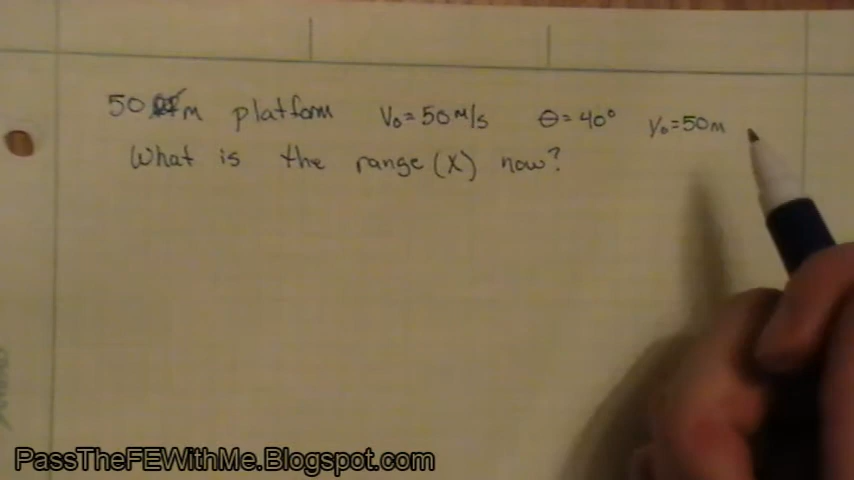 50 m platform V₀=50 m/s θ=40° y₀=50m
What is the range (X) now?
PassTheFEWithMe.Blogspot.com